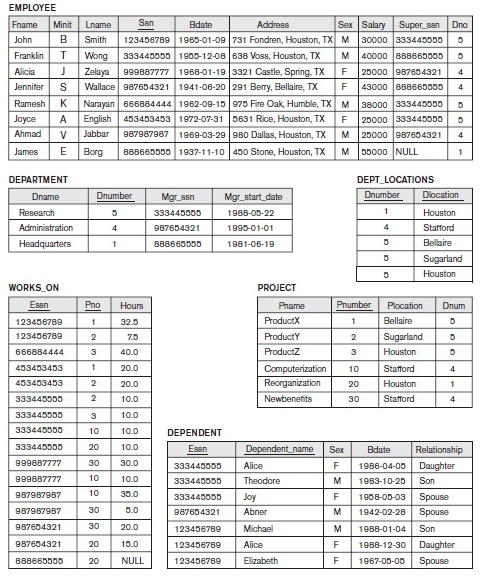 EMPLOYEE
Fname Minit Lname Ssn Bdate Address Sex Salary Super_ssn Dno
John B Smith 123456789 1965-01-09 731 Fondren, Houston, TX M 30000 333445555 5
Franklin T Wong 333445555 1955-12-08 638 Voss, Houston, TX M 40000 888665555 5
Alicia J Zelaya 999887777 1968-01-19 3321 Castle, Spring, TX F 25000 987654321 4
Jennifer S Wallace 987654321 1941-06-20 291 Berry, Bellaire, TX F 43000 888665555 4
Ramesh K Narayan 666884444 1962-09-15 975 Fire Oak, Humble, TX M 38000 333445555 5
Joyce A English 453453453 1972-07-31 5631 Rice, Houston, TX F 25000 333445555 5
Ahmad V Jabbar 987987987 1969-03-29 980 Dallas, Houston, TX M 25000 987654321 4
James E Borg 888665555 1937-11-10 450 Stone, Houston, TX M 55000 NULL 1
DEPARTMENT
Dname Dnumber Mgr_ssn Mgr_start_date
Research 5 333445555 1988-05-22
Administration 4 987654321 1995-01-01
Headquarters 1 888665555 1981-06-19
DEPT_LOCATIONS
Dnumber Dlocation
1 Houston
4 Stafford
5 Bellaire
5 Sugarland
5 Houston
WORKS_ON
Essn Pno Hours
123456789 1 32.5
123456789 2 7.5
666884444 3 40.0
453453453 1 20.0
453453453 2 20.0
333445555 2 10.0
333445555 3 10.0
333445555 10 10.0
333445555 20 10.0
999887777 30 30.0
999887777 10 10.0
987987987 10 35.0
987987987 30 5.0
987654321 30 20.0
987654321 20 15.0
888665555 20 NULL
PROJECT
Pname Pnumber Plocation Dnum
ProductX 1 Bellaire 5
ProductY 2 Sugarland 5
ProductZ 3 Houston 5
Computerization 10 Stafford 4
Reorganization 20 Houston 1
Newbenefits 30 Stafford 4
DEPENDENT
Essn Dependent_name Sex Bdate Relationship
333445555 Alice F 1986-04-05 Daughter
333445555 Theodore M 1983-10-25 Son
333445555 Joy F 1958-05-03 Spouse
987654321 Abner M 1942-02-28 Spouse
123456789 Michael M 1988-01-04 Son
123456789 Alice F 1988-12-30 Daughter
123456789 Elizabeth F 1967-05-05 Spouse